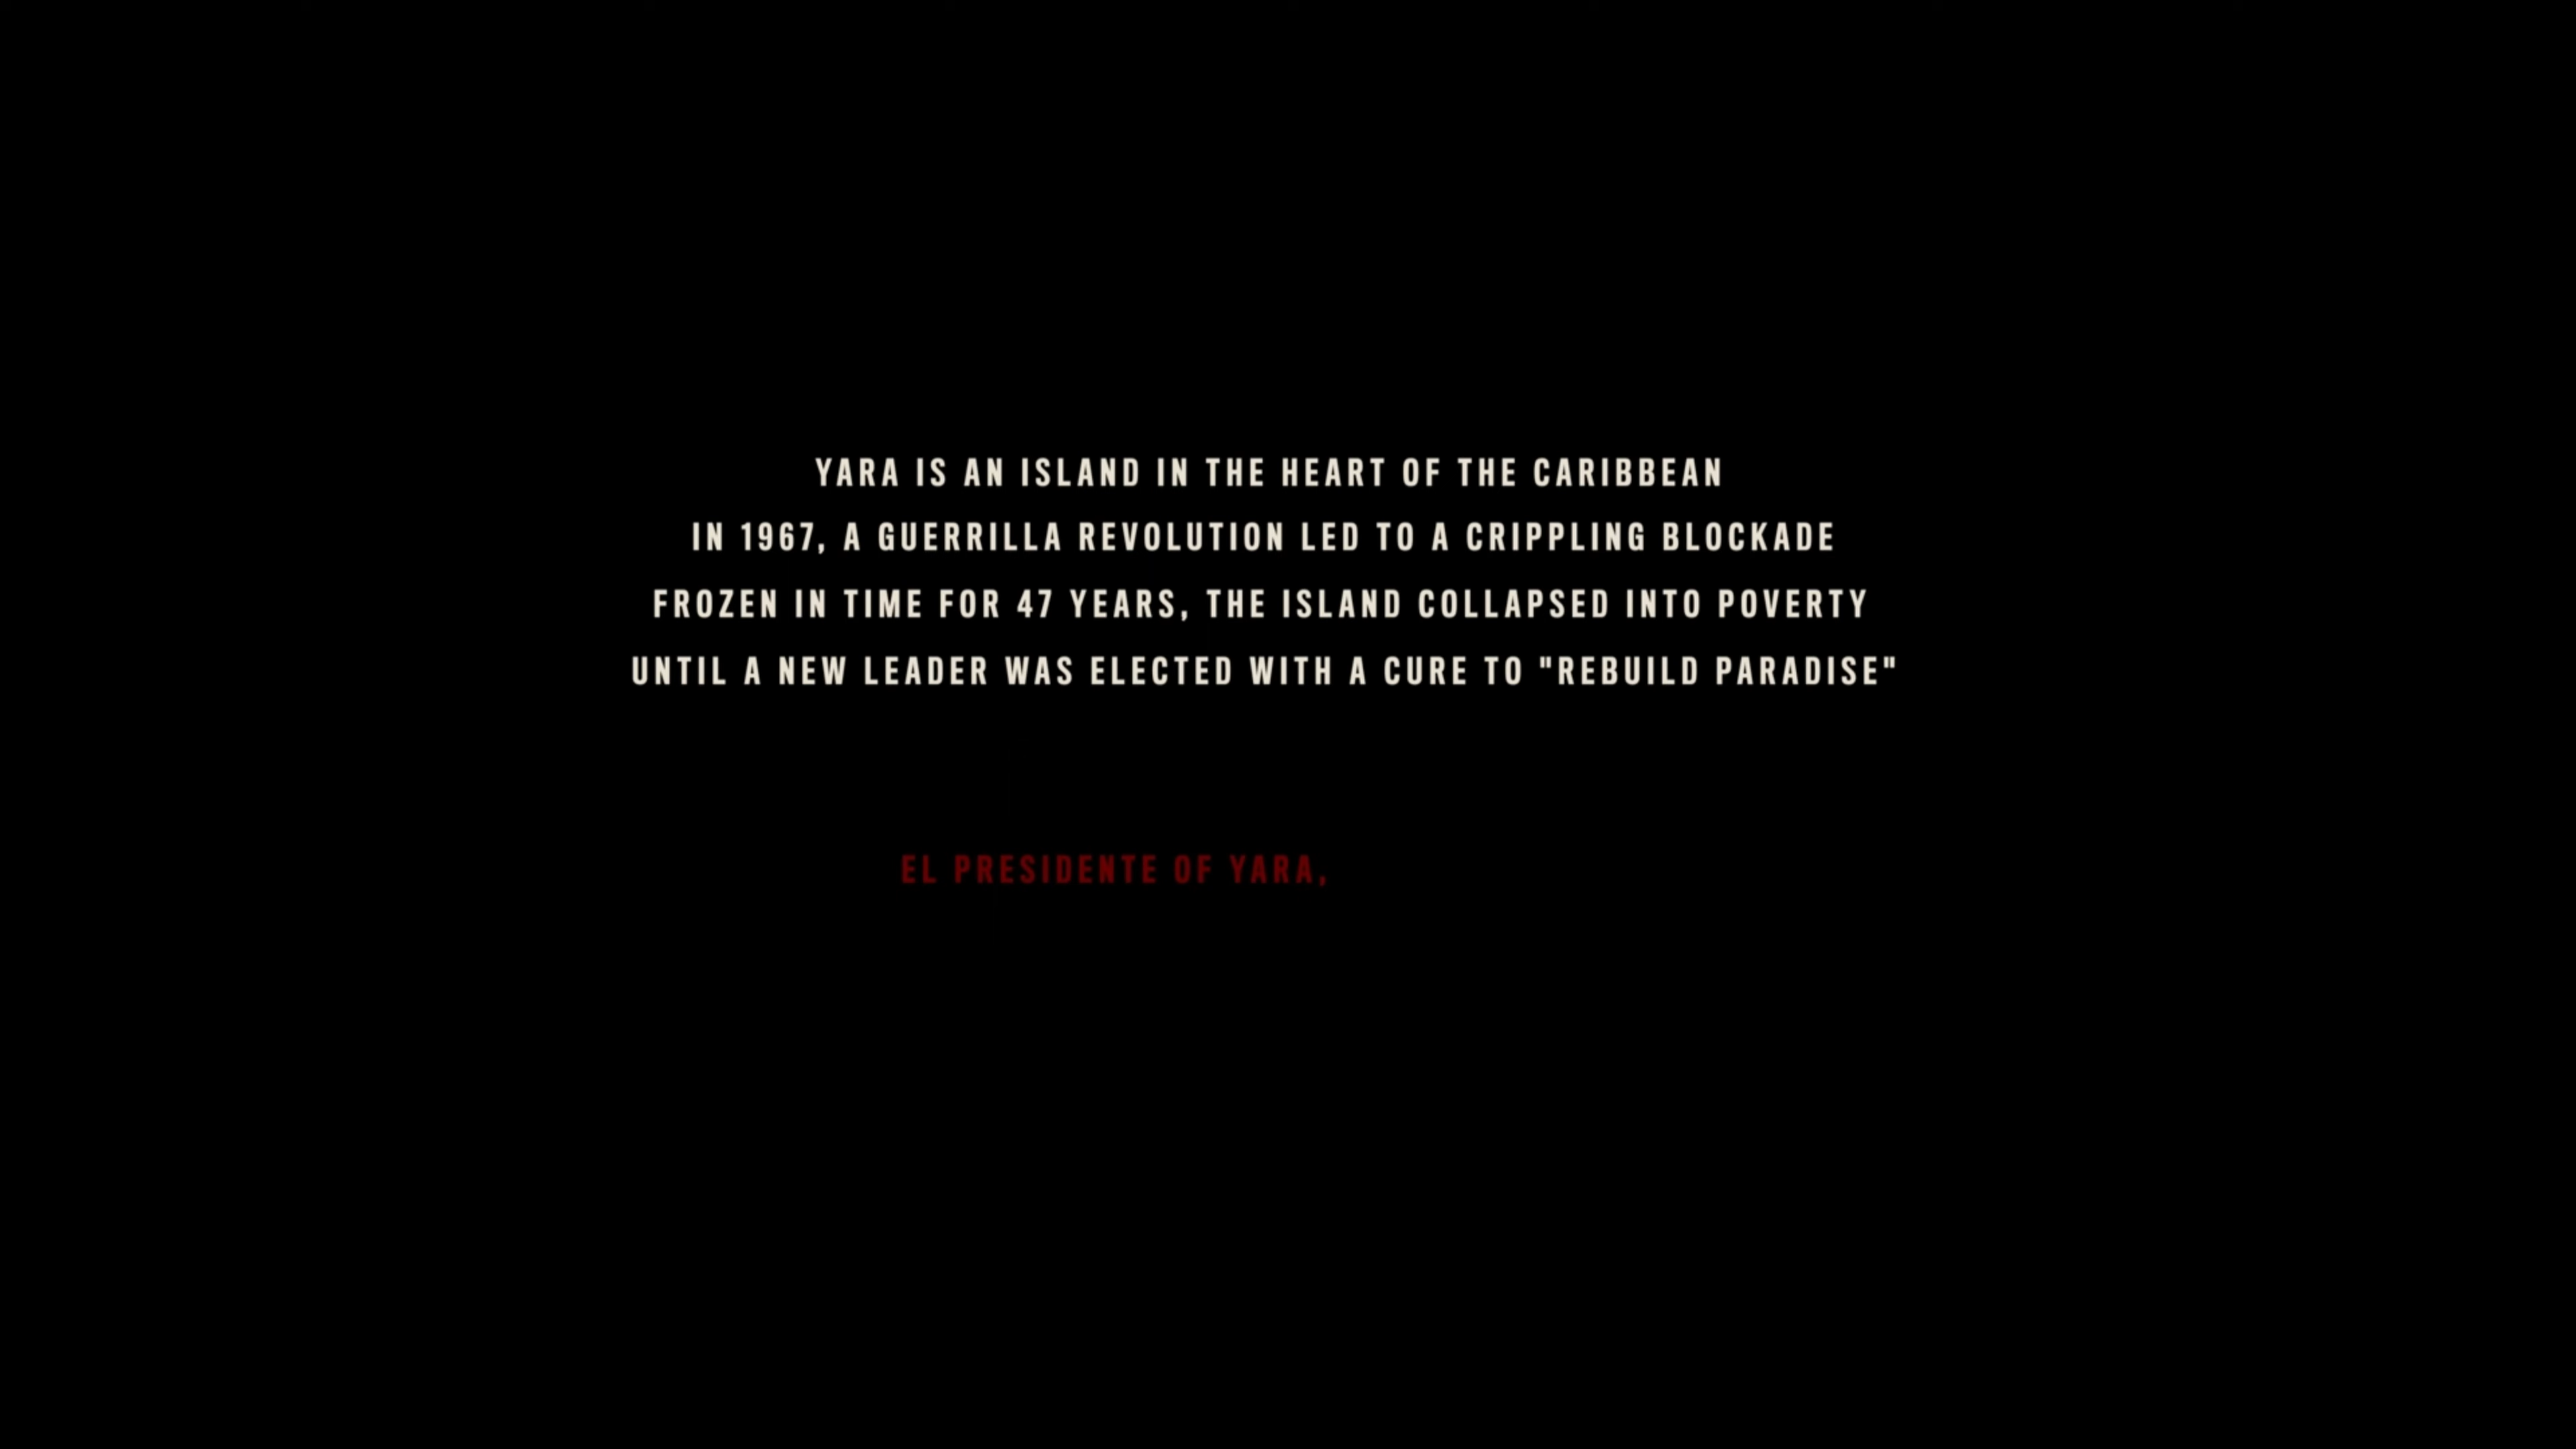 YARA IS AN ISLAND IN THE HEART OF THE CARIBBEAN
IN 1967, A GUERRILLA REVOLUTION LED TO A CRIPPLING BLOCKADE
FROZEN IN TIME FOR 47 YEARS, THE ISLAND COLLAPSED INTO POVERTY
UNTIL A NEW LEADER WAS ELECTED WITH A CURE TO "REBUILD PARADISE"
EL PRESIDENTE OF YARA,